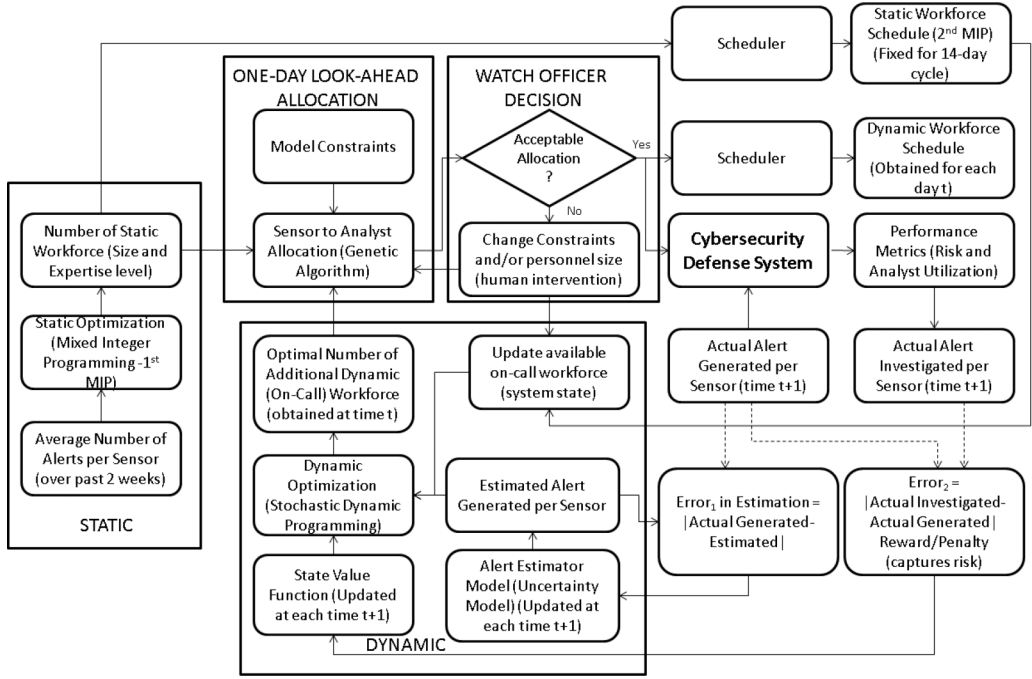 Scheduler
Static Workforce
Schedule (2nd MIP)
(Fixed for 14-day
cycle)
ONE-DAY LOOK-AHEAD
ALLOCATION
WATCH OFFICER
DECISION
Model Constraints
Acceptable
Allocation
?
Yes
No
Scheduler
Dynamic Workforce
Schedule
(Obtained for each
day t)
Number of Static
Workforce (Size and
Expertise level)
Sensor to Analyst
Allocation (Genetic
Algorithm)
Change Constraints
and/or personnel size
(human intervention)
Cybersecurity
Defense System
Performance
Metrics (Risk and
Analyst Utilization)
Static Optimization
(Mixed Integer
Programming -1st
MIP)
Optimal Number of
Additional Dynamic
(On-Call) Workforce
(obtained at time t)
Update available
on-call workforce
(system state)
Actual Alert
Generated per
Sensor (time t+1)
Actual Alert
Investigated per
Sensor (time t+1)
Average Number of
Alerts per Sensor
(over past 2 weeks)
STATIC
Dynamic
Optimization
(Stochastic Dynamic
Programming)
Estimated Alert
Generated per Sensor
Error1 in Estimation =
|Actual Generated-
Estimated|
Error2 =
|Actual Investigated-
Actual Generated|
Reward/Penalty
(captures risk)
State Value
Function (Updated
at each time t+1)
Alert Estimator
Model (Uncertainty
Model) (Updated at
each time t+1)
DYNAMIC